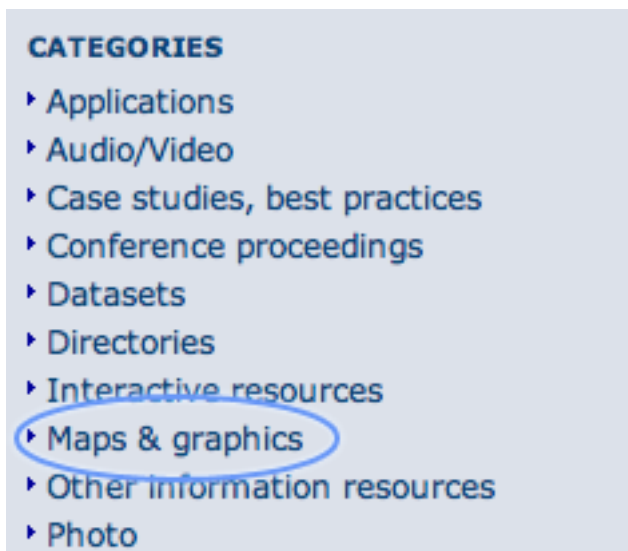 CATEGORIES
Applications
Audio/Video
Case studies, best practices
Conference proceedings
Datasets
Directories
Interactive resources
Maps & graphics
Other information resources
Photo